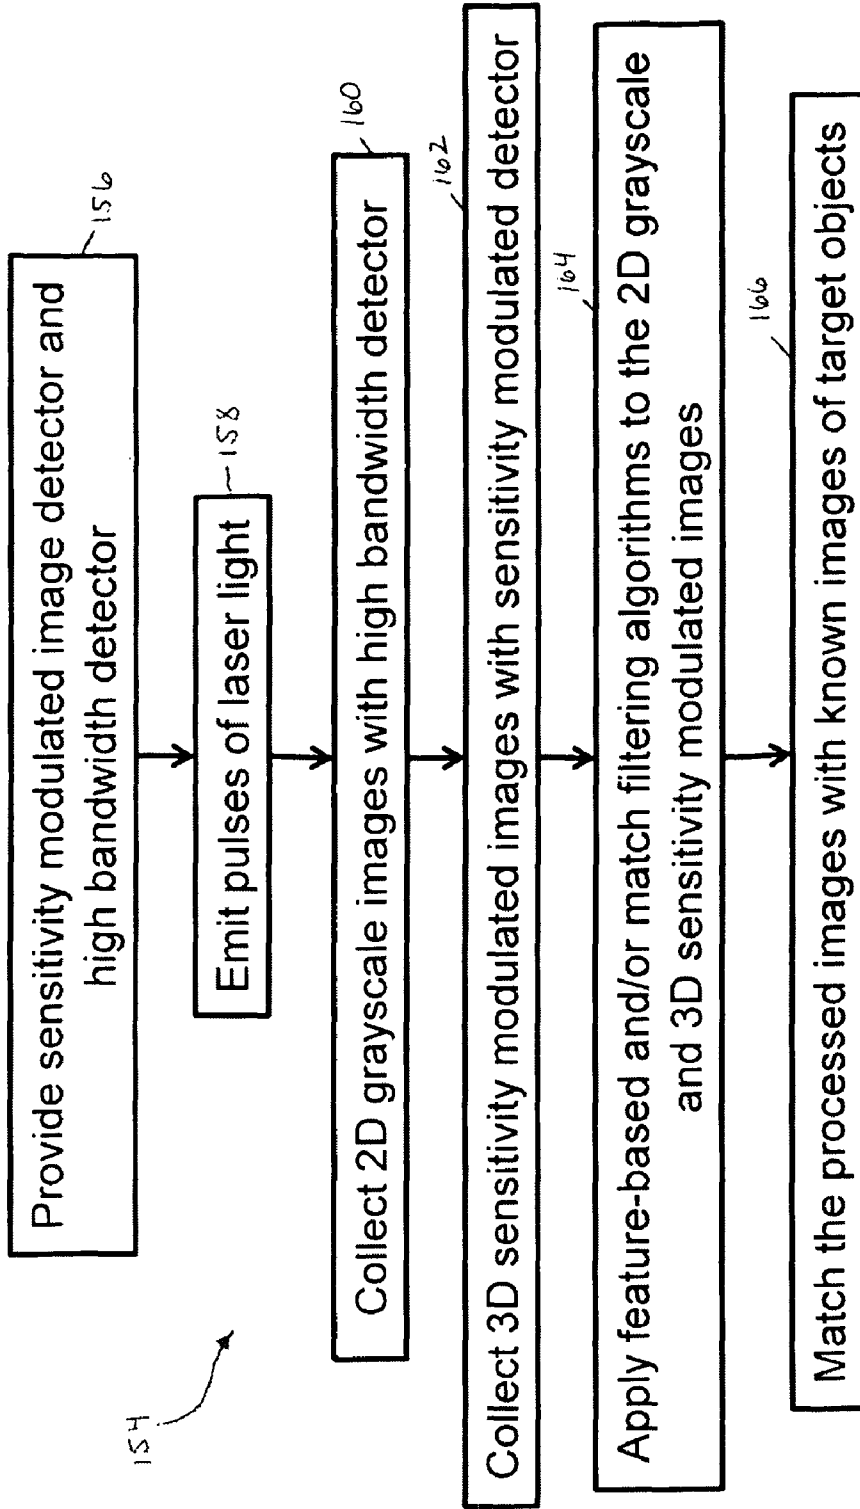 154
Provide sensitivity modulated image detector and
high bandwidth detector
156
Emit pulses of laser light
158
Collect 2D grayscale images with high bandwidth detector
160
Collect 3D sensitivity modulated images with sensitivity modulated detector
162
Apply feature-based and/or match filtering algorithms to the 2D grayscale
and 3D sensitivity modulated images
164
Match the processed images with known images of target objects
166